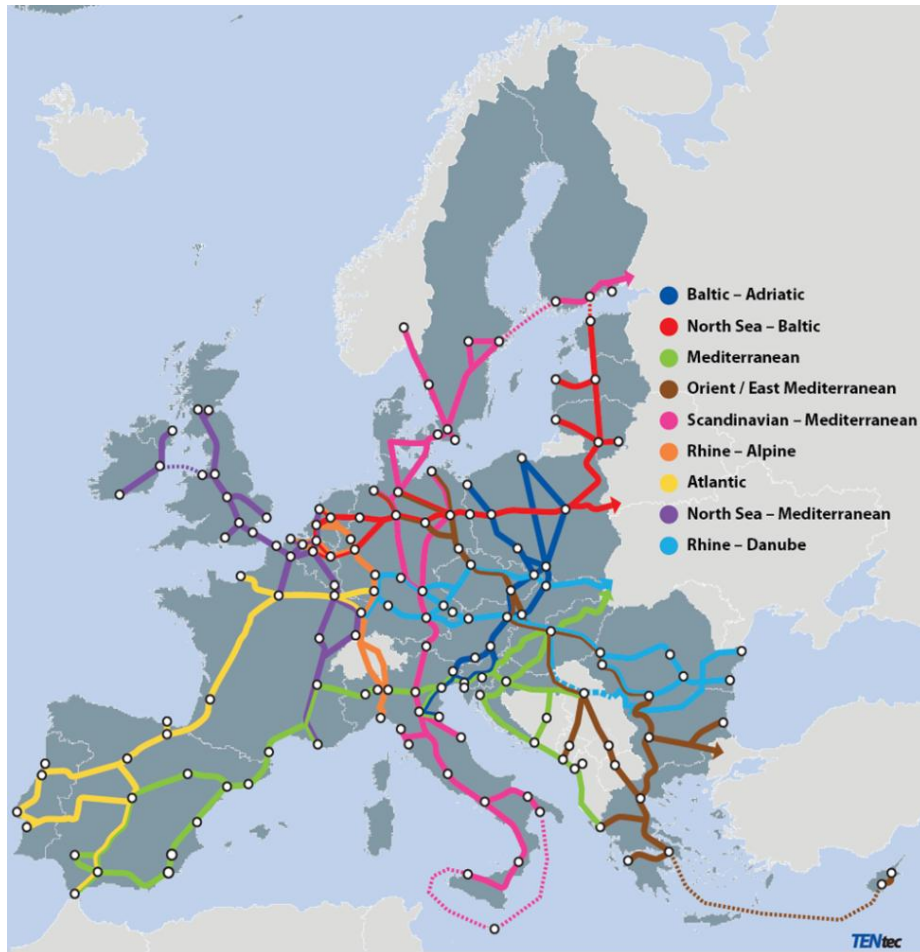 Baltic – Adriatic
North Sea – Baltic
Mediterranean
Orient / East Mediterranean
Scandinavian – Mediterranean
Rhine – Alpine
Atlantic
North Sea – Mediterranean
Rhine – Danube
TENtec